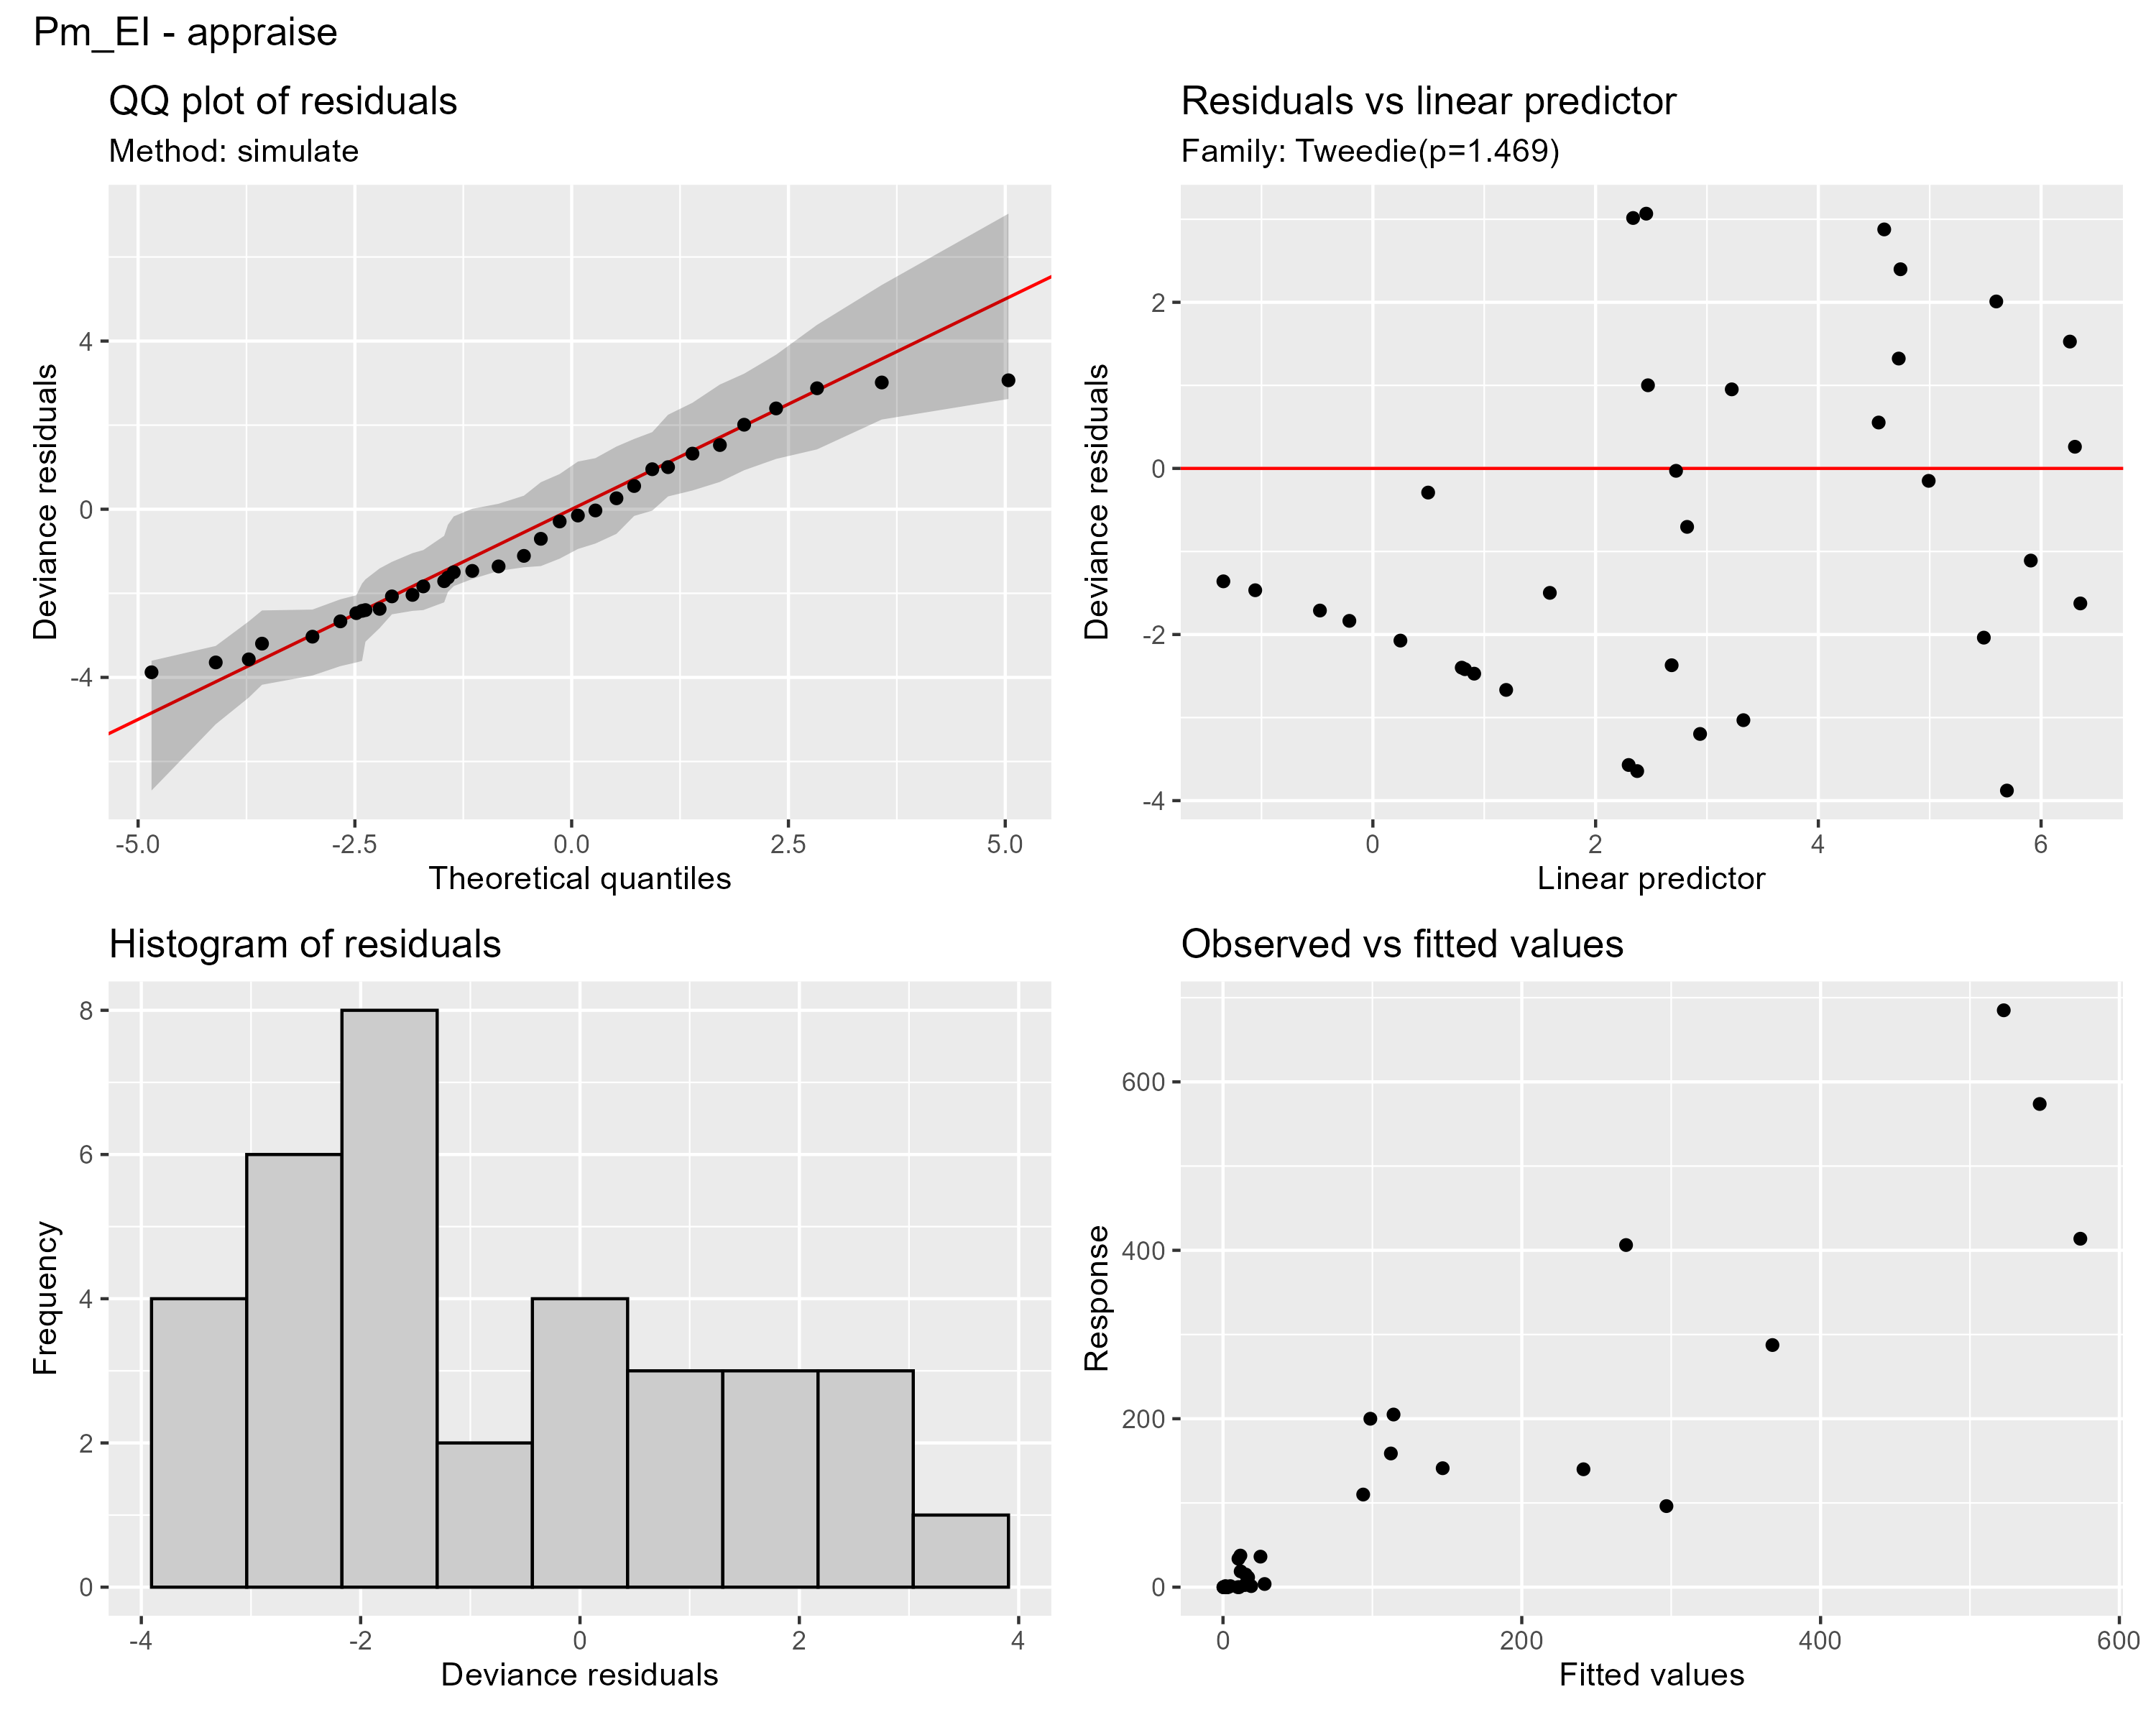 Pm_EI - appraise
QQ plot of residuals
Method: simulate
Deviance residuals
4
0
-4
-5.0
-2.5
0.0
2.5
5.0
Theoretical quantiles
Residuals vs linear predictor
Family: Tweedie(p=1.469)
Deviance residuals
2
0
-2
-4
0
2
4
6
Linear predictor
Histogram of residuals
Frequency
8
6
4
2
0
-4
-2
0
2
4
Deviance residuals
Observed vs fitted values
Response
600
400
200
0
0
200
400
600
Fitted values